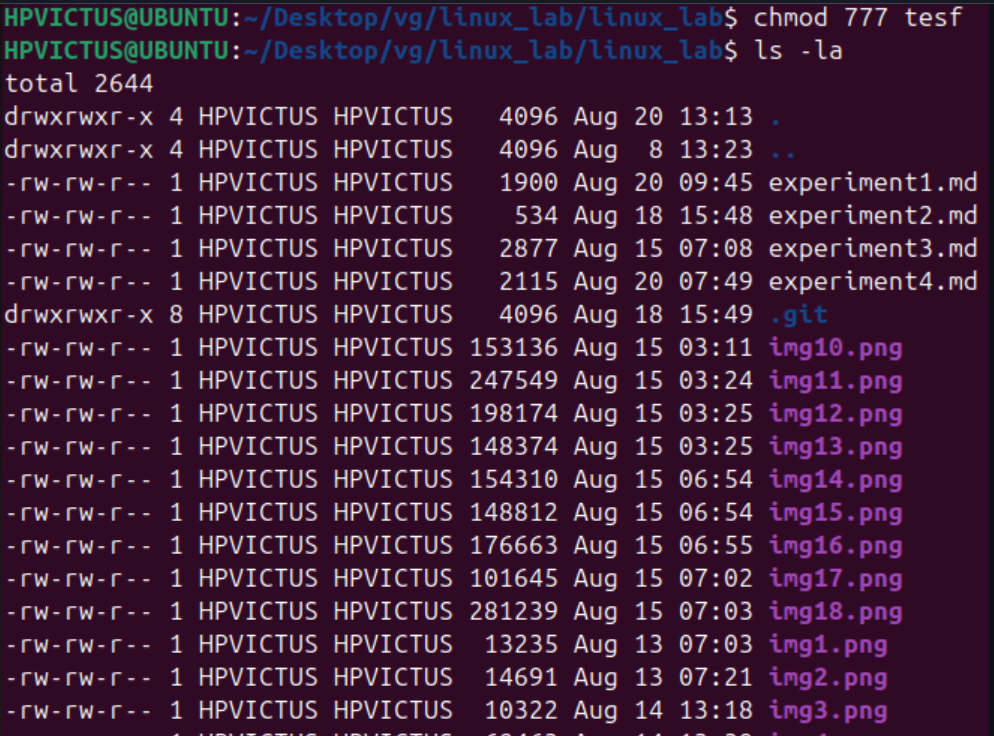 HPVICTUS@UBUNTU:~/Desktop/vg/linux_lab/linux_lab$ chmod 777 tesf
HPVICTUS@UBUNTU:~/Desktop/vg/linux_lab/linux_lab$ ls -la
total 2644
drwxrwxr-x 4 HPVICTUS HPVICTUS   4096 Aug 20 13:13 .
drwxrwxr-x 4 HPVICTUS HPVICTUS   4096 Aug  8 13:23 ..
-rw-rw-r-- 1 HPVICTUS HPVICTUS   1900 Aug 20 09:45 experiment1.md
-rw-rw-r-- 1 HPVICTUS HPVICTUS    534 Aug 18 15:48 experiment2.md
-rw-rw-r-- 1 HPVICTUS HPVICTUS   2877 Aug 15 07:08 experiment3.md
-rw-rw-r-- 1 HPVICTUS HPVICTUS   2115 Aug 20 07:49 experiment4.md
drwxrwxr-x 8 HPVICTUS HPVICTUS   4096 Aug 18 15:49 .git
-rw-rw-r-- 1 HPVICTUS HPVICTUS 153136 Aug 15 03:11 img10.png
-rw-rw-r-- 1 HPVICTUS HPVICTUS 247549 Aug 15 03:24 img11.png
-rw-rw-r-- 1 HPVICTUS HPVICTUS 198174 Aug 15 03:25 img12.png
-rw-rw-r-- 1 HPVICTUS HPVICTUS 148374 Aug 15 03:25 img13.png
-rw-rw-r-- 1 HPVICTUS HPVICTUS 154310 Aug 15 06:54 img14.png
-rw-rw-r-- 1 HPVICTUS HPVICTUS 148812 Aug 15 06:54 img15.png
-rw-rw-r-- 1 HPVICTUS HPVICTUS 176663 Aug 15 06:55 img16.png
-rw-rw-r-- 1 HPVICTUS HPVICTUS 101645 Aug 15 07:02 img17.png
-rw-rw-r-- 1 HPVICTUS HPVICTUS 281239 Aug 15 07:03 img18.png
-rw-rw-r-- 1 HPVICTUS HPVICTUS  13235 Aug 13 07:03 img1.png
-rw-rw-r-- 1 HPVICTUS HPVICTUS  14691 Aug 13 07:21 img2.png
-rw-rw-r-- 1 HPVICTUS HPVICTUS  10322 Aug 14 13:18 img3.png